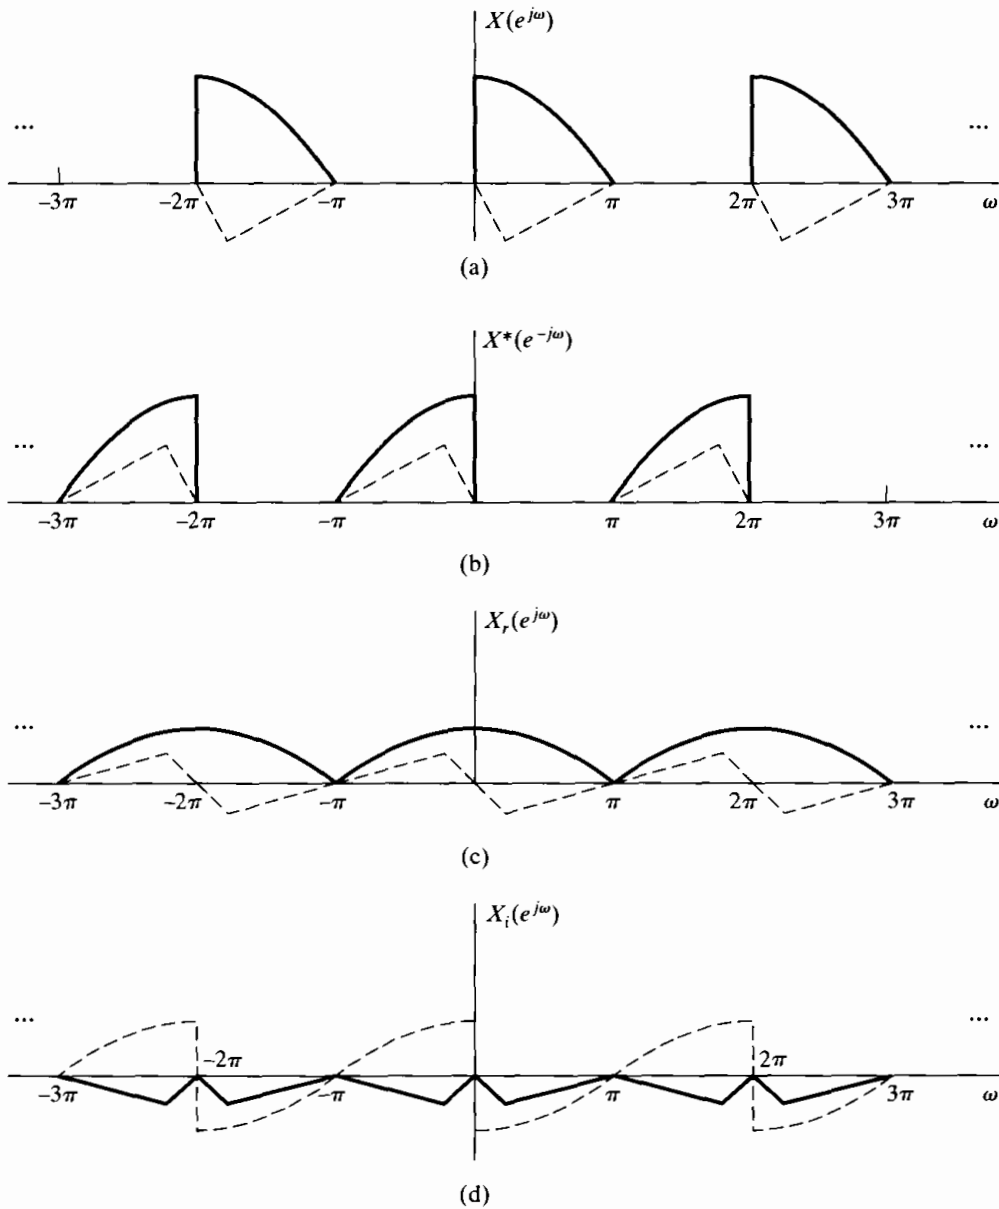 X(e^{jω})
... ...
−3π −2π −π π 2π 3π ω
(a)
X*(e^{−jω})
... ...
−3π −2π −π π 2π 3π ω
(b)
X_r(e^{jω})
... ...
−3π −2π −π π 2π 3π ω
(c)
X_i(e^{jω})
... ...
−2π 2π
−3π −π π 3π ω
(d)